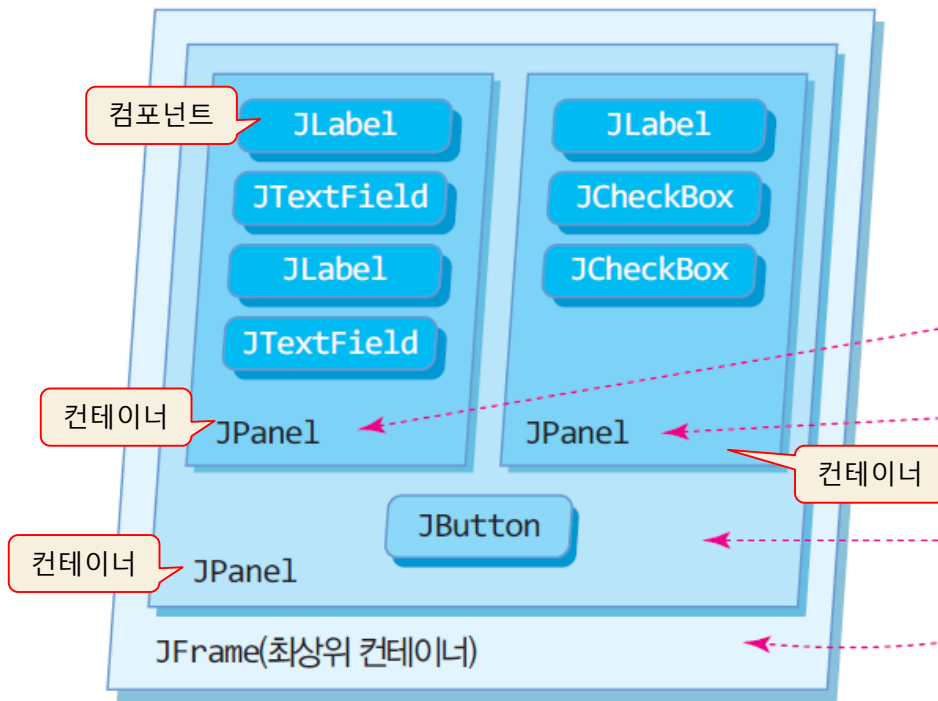 컴포넌트
JLabel
JTextField
JLabel
JTextField
컨테이너
JPanel
JLabel
JCheckBox
JCheckBox
JPanel
컨테이너
JButton
컨테이너
JPanel
JFrame(최상위 컨테이너)